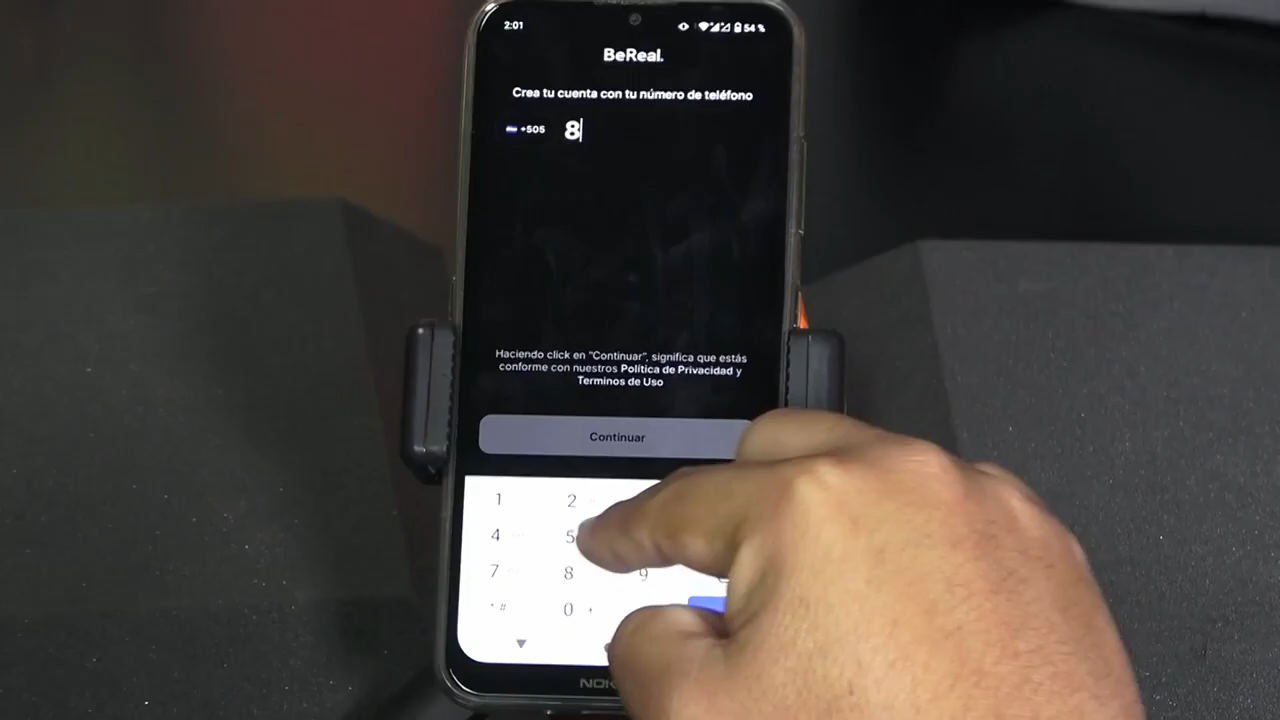 2:01
54 %
BeReal.
Crea tu cuenta con tu número de teléfono
+505 8
Haciendo click en "Continuar", significa que estás
conforme con nuestros Política de Privacidad y
Terminos de Uso
Continuar
1 2
4 5
7 8 9
* # 0 +